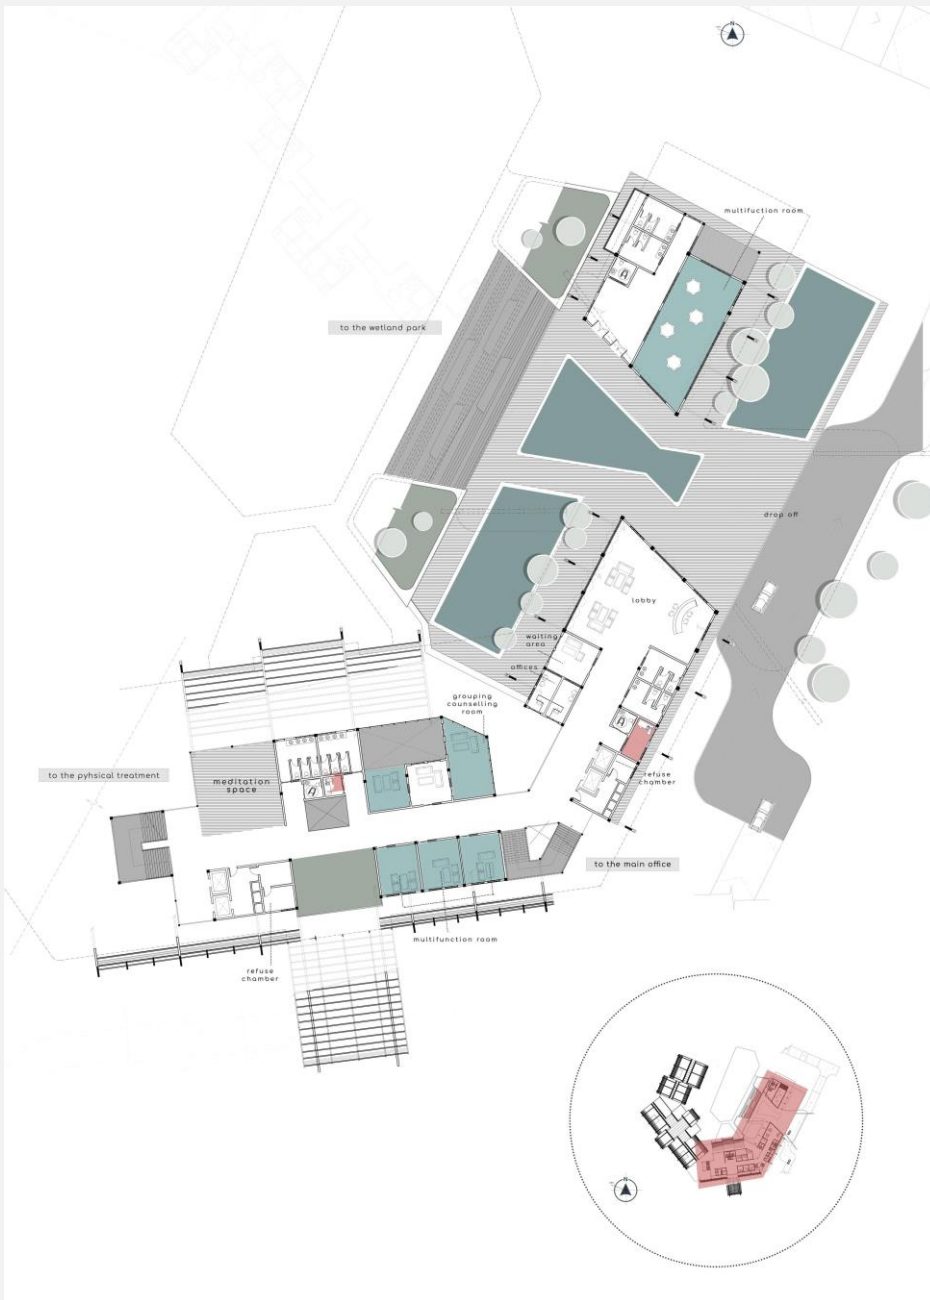 N
multifuction room
to the wetland park
drop off
lobby
waiting
area
offices
grouping
counselling
room
to the pyhsical treatment
meditation
space
refuse
chamber
to the main office
multifunction room
refuse
chamber
N